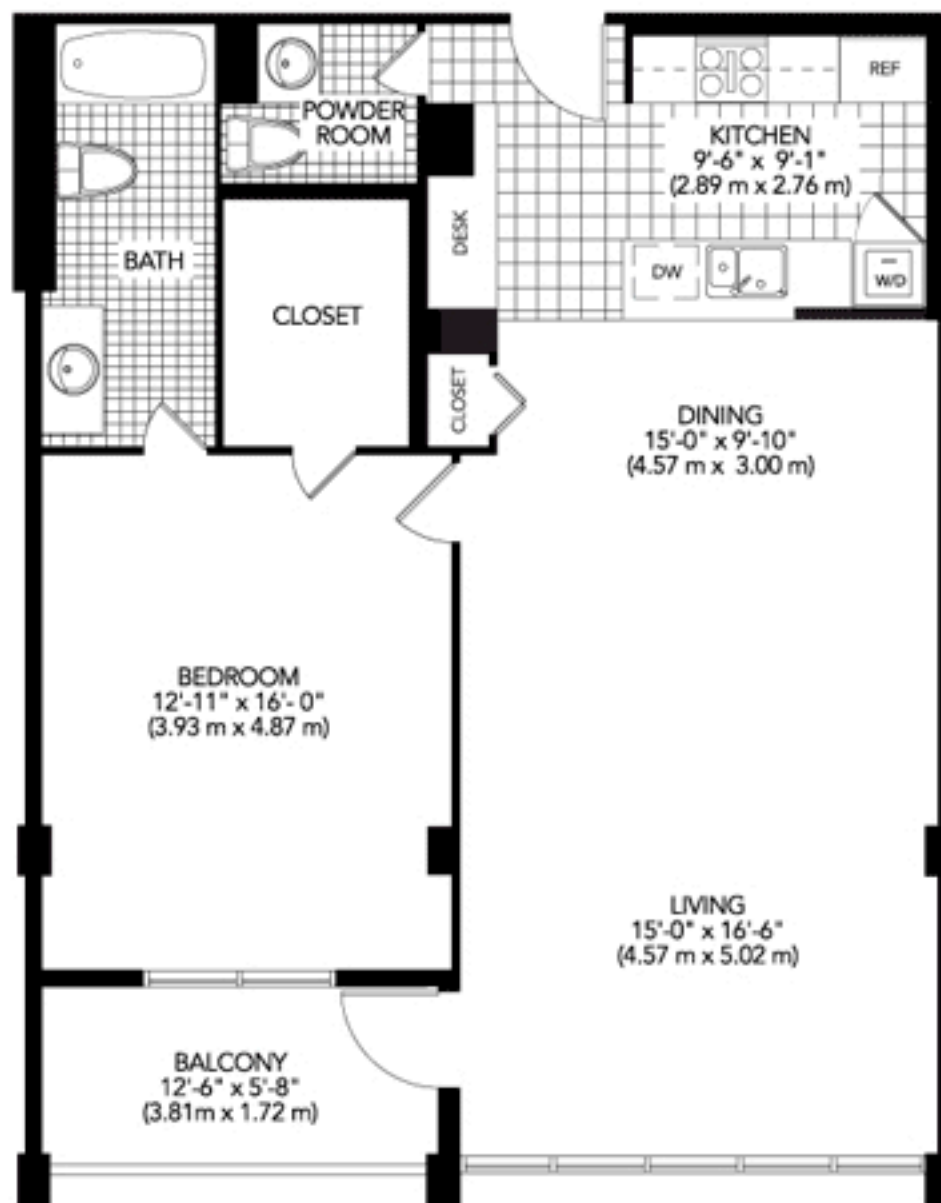 POWDER
ROOM
REF
KITCHEN
9'-6" x 9'-1"
(2.89 m x 2.76 m)
BATH
DESK
DW
W/D
CLOSET
CLOSET
DINING
15'-0" x 9'-10"
(4.57 m x 3.00 m)
BEDROOM
12'-11" x 16'- 0"
(3.93 m x 4.87 m)
LIVING
15'-0" x 16'-6"
(4.57 m x 5.02 m)
BALCONY
12'-6" x 5'-8"
(3.81m x 1.72 m)